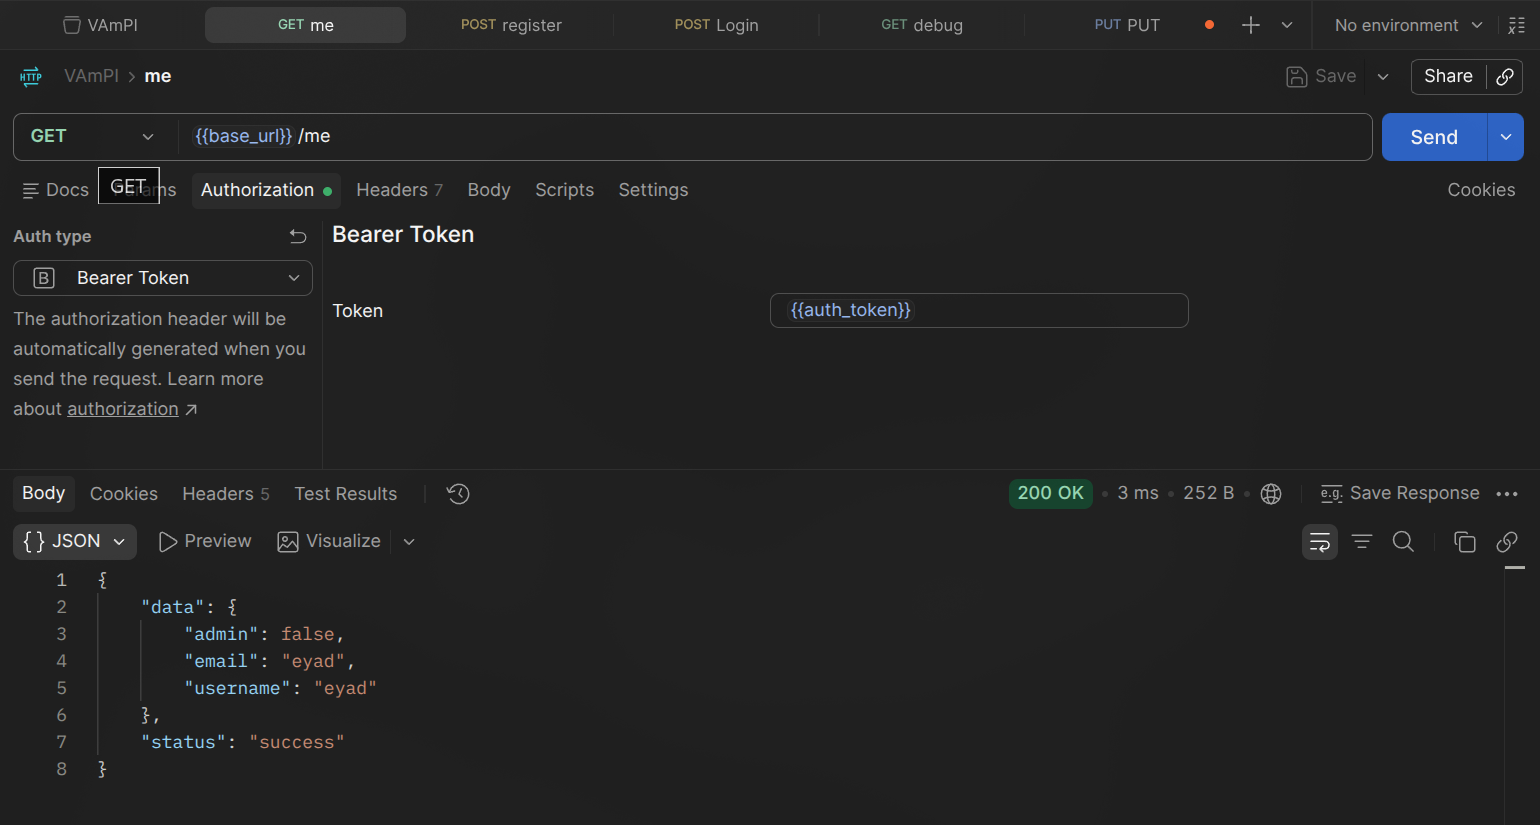 VAmPI GET me POST register POST Login GET debug PUT PUT No environment
HTTP VAmPI > me Save Share
GET {{base_url}} /me Send
Docs GET ms Authorization Headers 7 Body Scripts Settings Cookies
Auth type
Bearer Token
B Bearer Token
The authorization header will be
automatically generated when you
send the request. Learn more
about authorization ↗
Token {{auth_token}}
Body Cookies Headers 5 Test Results 200 OK • 3 ms • 252 B • e.g. Save Response
{} JSON Preview Visualize
1 {
2 "data": {
3 "admin": false,
4 "email": "eyad",
5 "username": "eyad"
6 },
7 "status": "success"
8 }